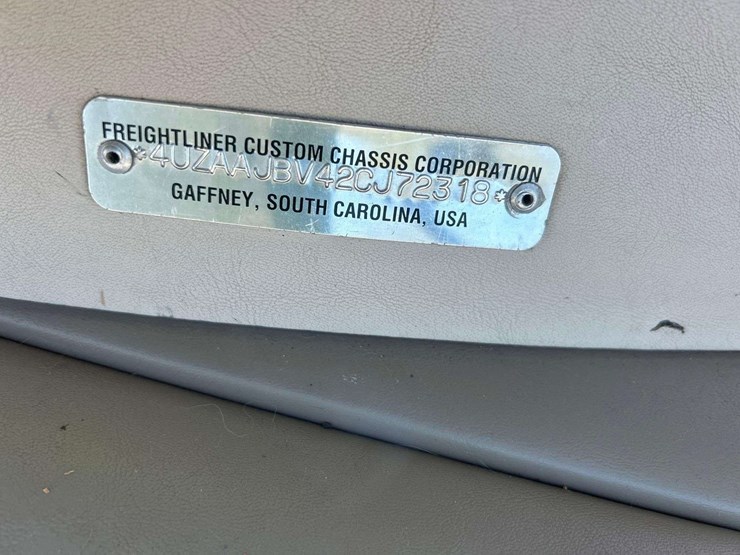 FREIGHTLINER CUSTOM CHASSIS CORPORATION
*4UZAAJBV42CJ72318*
GAFFNEY, SOUTH CAROLINA, USA